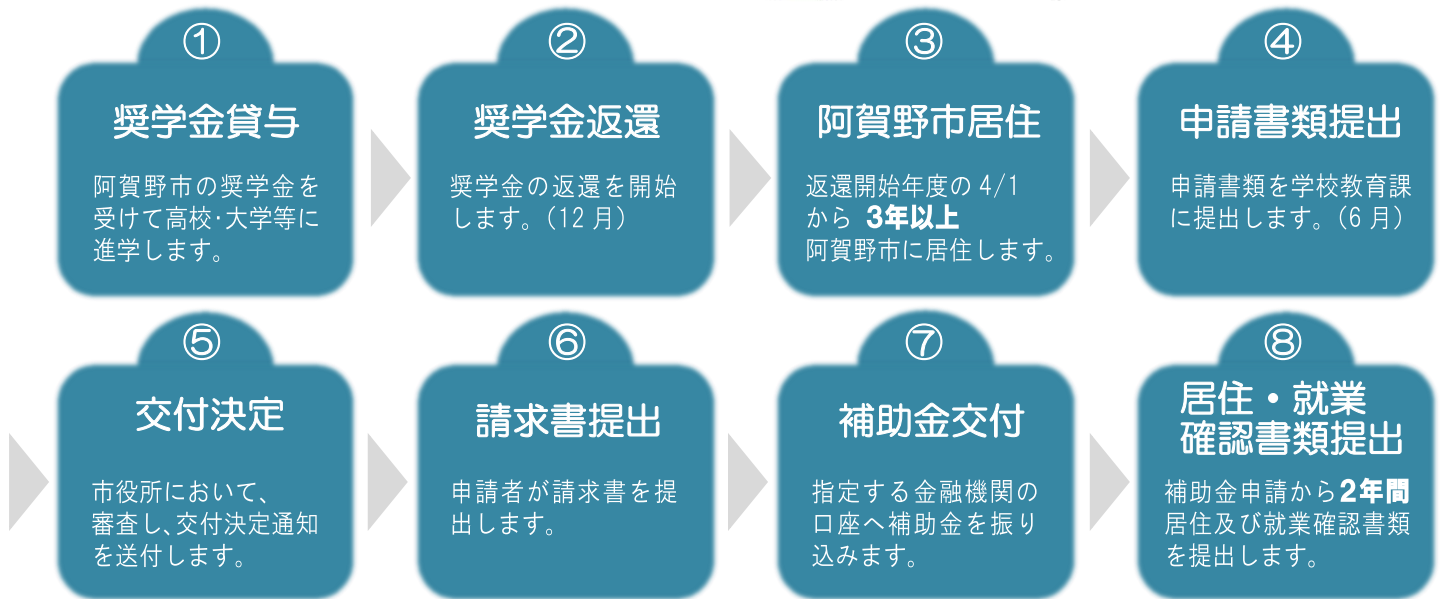 ①
奨学金貸与
阿賀野市の奨学金を
受けて高校・大学等に
進学します。
②
奨学金返還
奨学金の返還を開始
します。（12月）
③
阿賀野市居住
返還開始年度の 4/1
から 3年以上
阿賀野市に居住します。
④
申請書類提出
申請書類を学校教育課
に提出します。（6月）
⑤
交付決定
市役所において、
審査し、交付決定通知
を送付します。
⑥
請求書提出
申請者が請求書を提
出します。
⑦
補助金交付
指定する金融機関の
口座へ補助金を振り
込みます。
⑧
居住・就業
確認書類提出
補助金申請から2年間
居住及び就業確認書類
を提出します。